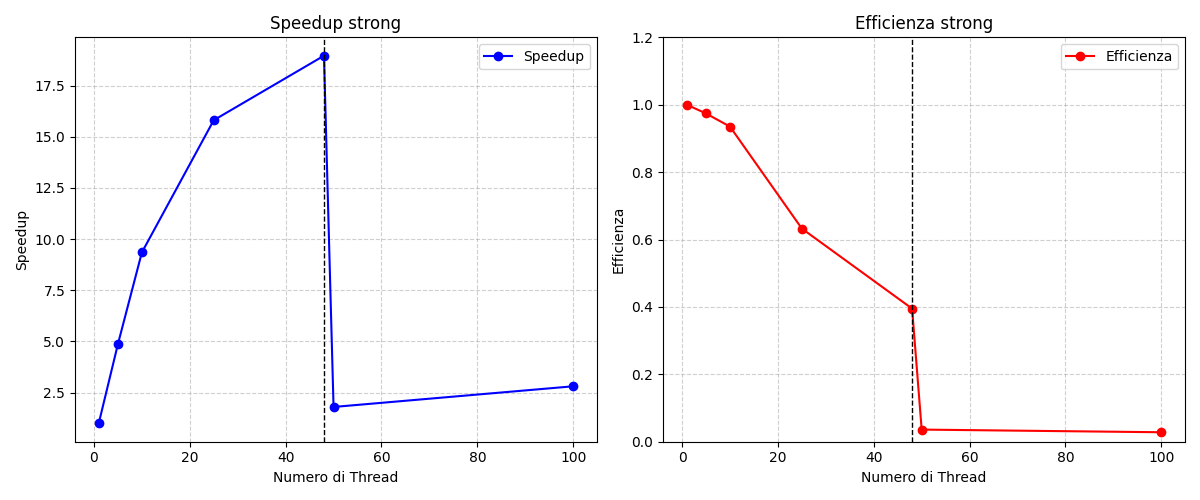 Speedup strong
Speedup
17.5
15.0
12.5
10.0
7.5
5.0
2.5
Speedup
0 20 40 60 80 100
Numero di Thread
Efficienza strong
Efficienza
1.2
1.0
0.8
0.6
0.4
0.2
0.0
Efficienza
0 20 40 60 80 100
Numero di Thread